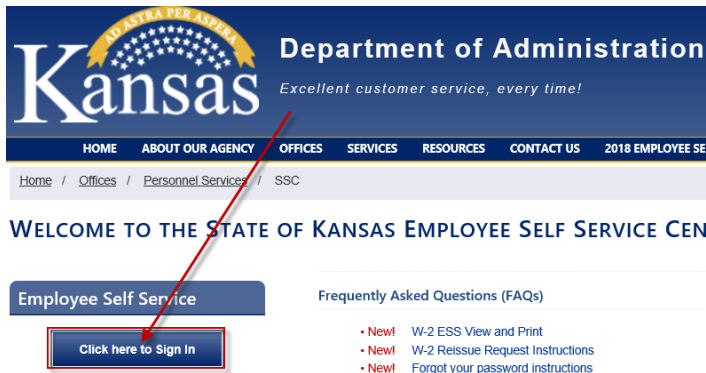 AD ASTRA PER ASPERA
Kansas
Department of Administration
Excellent customer service, every time!
HOME ABOUT OUR AGENCY OFFICES SERVICES RESOURCES CONTACT US 2018 EMPLOYEE SE
Home / Offices / Personnel Services / SSC
WELCOME TO THE STATE OF KANSAS EMPLOYEE SELF SERVICE CEN
Employee Self Service
Click here to Sign In
Frequently Asked Questions (FAQs)
• New! W-2 ESS View and Print
• New! W-2 Reissue Request Instructions
• New! Forgot your password instructions